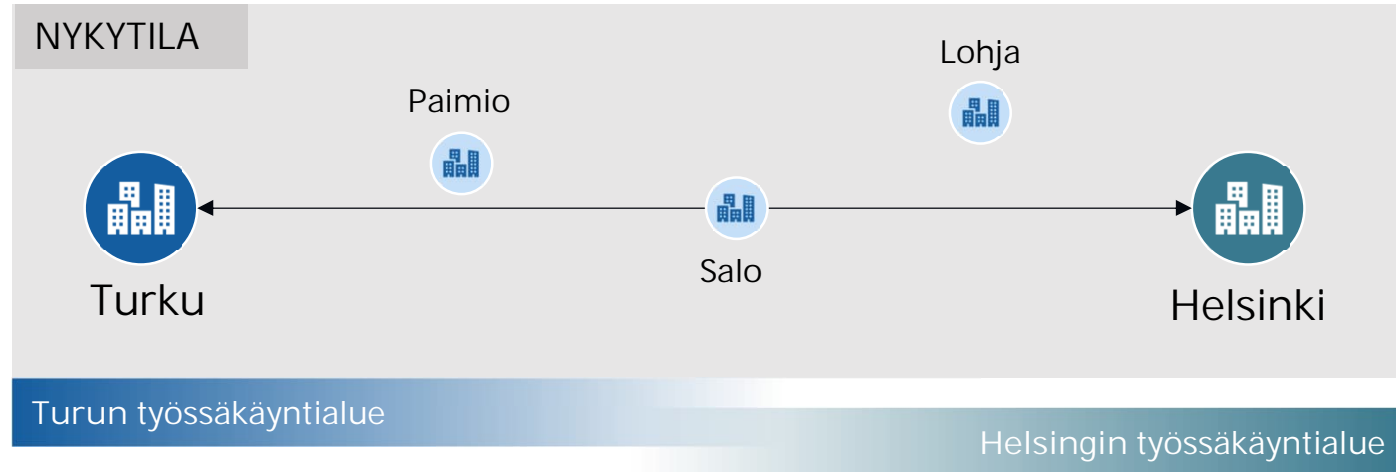 NYKYTILA
Lohja
Paimio
Salo
Turku
Helsinki
Turun työssäkäyntialue
Helsingin työssäkäyntialue